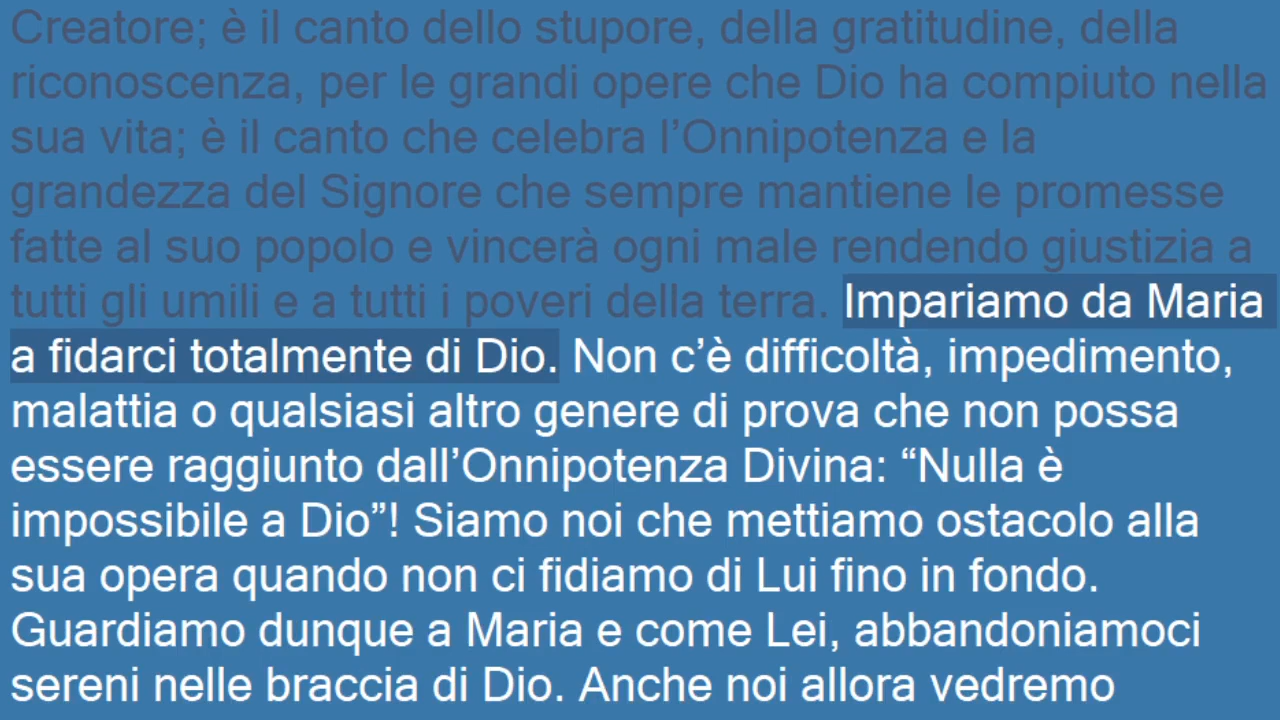 Creatore; è il canto dello stupore, della gratitudine, della
riconoscenza, per le grandi opere che Dio ha compiuto nella
sua vita; è il canto che celebra l’Onnipotenza e la
grandezza del Signore che sempre mantiene le promesse
fatte al suo popolo e vincerà ogni male rendendo giustizia a
tutti gli umili e a tutti i poveri della terra. Impariamo da Maria
a fidarci totalmente di Dio. Non c’è difficoltà, impedimento,
malattia o qualsiasi altro genere di prova che non possa
essere raggiunto dall’Onnipotenza Divina: “Nulla è
impossibile a Dio”! Siamo noi che mettiamo ostacolo alla
sua opera quando non ci fidiamo di Lui fino in fondo.
Guardiamo dunque a Maria e come Lei, abbandoniamoci
sereni nelle braccia di Dio. Anche noi allora vedremo